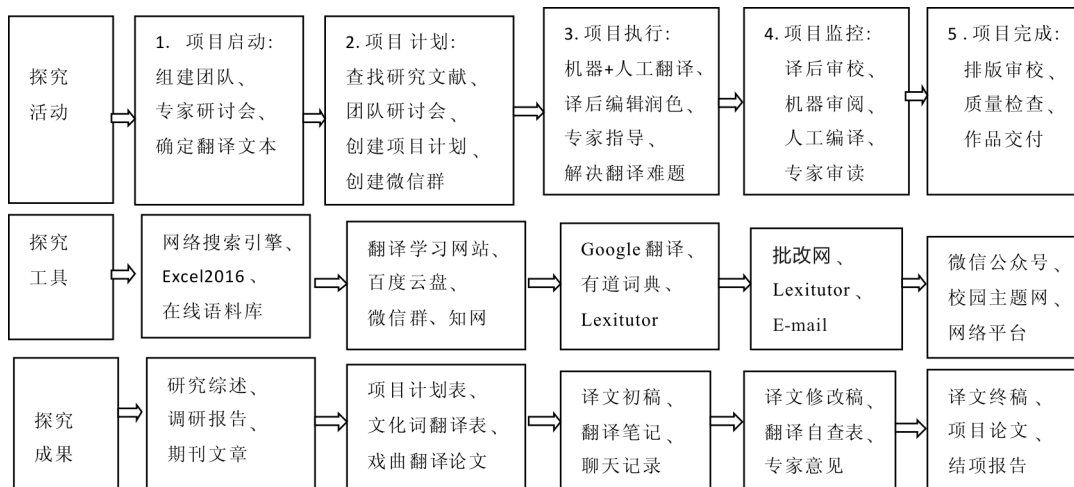 探究
活动
1. 项目启动:
组建团队、
专家研讨会、
确定翻译文本
2. 项目 计划:
查找研究文献、
团队研讨会、
创建项目计划、
创建微信群
3. 项目执行:
机器+人工翻译、
译后编辑润色、
专家指导、
解决翻译难题
4. 项目监控:
译后审校、
机器审阅、
人工编译、
专家审读
5 . 项目完成:
排版审校、
质量检查、
作品交付
探究
工具
网络搜索引擎、
Excel2016、
在线语料库
翻译学习网站、
百度云盘、
微信群、知网
Google 翻译、
有道词典、
Lexitutor
批改网、
Lexitutor、
E-mail
微信公众号、
校园主题网、
网络平台
探究
成果
研究综述、
调研报告、
期刊文章
项目计划表、
文化词翻译表、
戏曲翻译论文
译文初稿、
翻译笔记、
聊天记录
译文修改稿、
翻译自查表、
专家意见
译文终稿、
项目论文、
结项报告